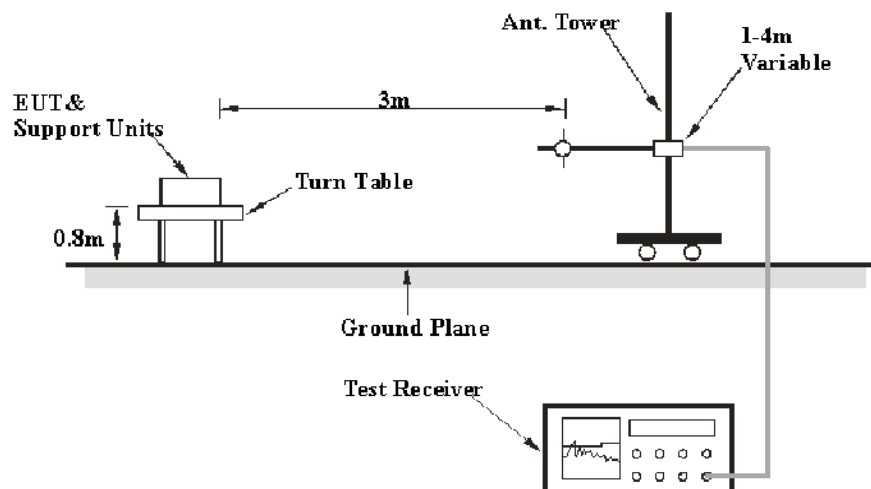 Ant. Tower
1-4m
Variable
3m
EUT &
Support Units
Turn Table
0.8m
Ground Plane
Test Receiver